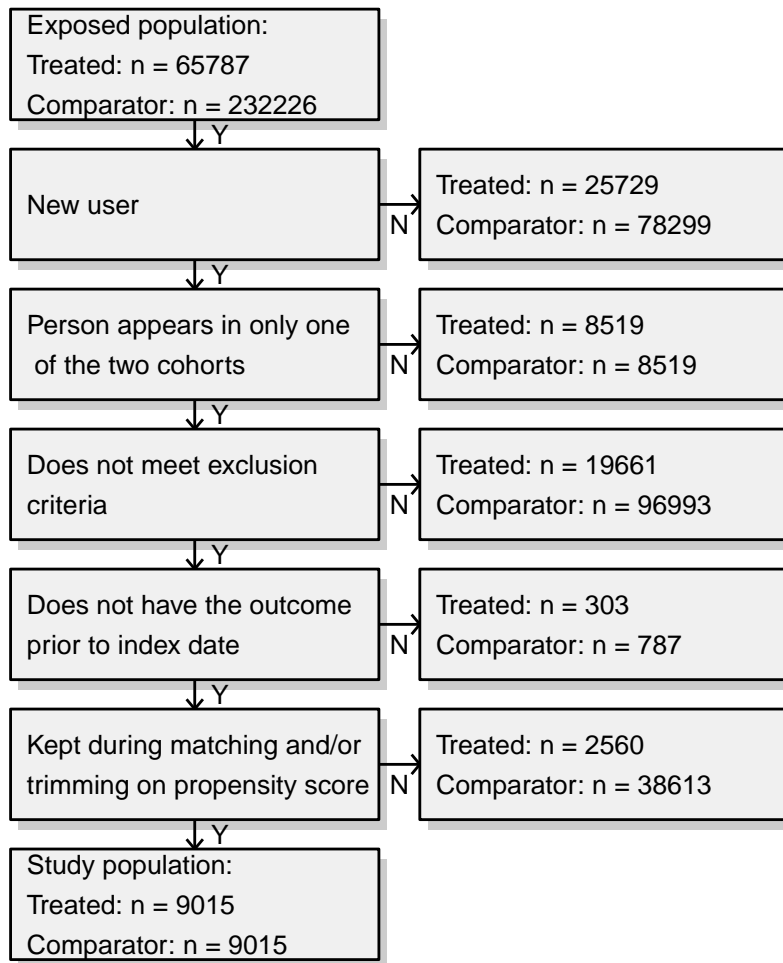 Exposed population:
Treated: n = 65787
Comparator: n = 232226
Y
New user
N
Treated: n = 25729
Comparator: n = 78299
Y
Person appears in only one
of the two cohorts
N
Treated: n = 8519
Comparator: n = 8519
Y
Does not meet exclusion
criteria
N
Treated: n = 19661
Comparator: n = 96993
Y
Does not have the outcome
prior to index date
N
Treated: n = 303
Comparator: n = 787
Y
Kept during matching and/or
trimming on propensity score
N
Treated: n = 2560
Comparator: n = 38613
Y
Study population:
Treated: n = 9015
Comparator: n = 9015